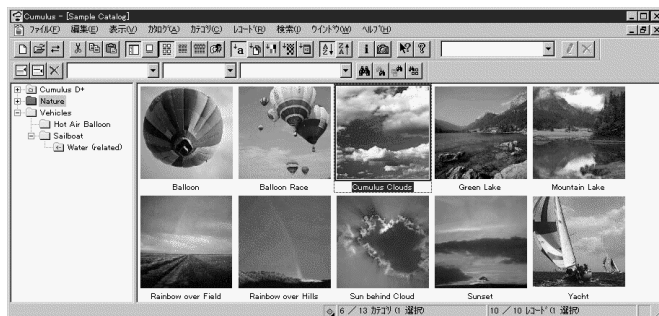 Cumulus - [Sample Catalog]
ファイル(F) 編集(E) 表示(V) カタログ(A) カテゴリ(C) レコード(R) 検索(I) ウインドウ(W) ヘルプ(H)
Cumulus D+
Nature
Vehicles
Hot Air Balloon
Sailboat
Water (related)
Balloon Balloon Race Cumulus Clouds Green Lake Mountain Lake
Rainbow over Field Rainbow over Hills Sun behind Cloud Sunset Yacht
6 / 13 カテゴリ (1 選択) 10 / 10 レコード (1 選択)